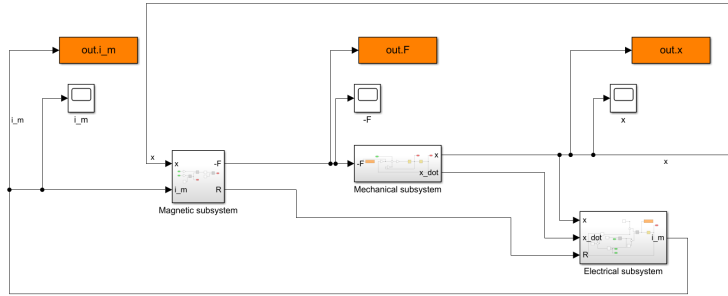 out.i_m
out.F
out.x
i_m
i_m
-F
x
x
x
x
-F
i_m
R
Magnetic subsystem
-F
x
x_dot
Mechanical subsystem
x
x_dot
R
i_m
Electrical subsystem